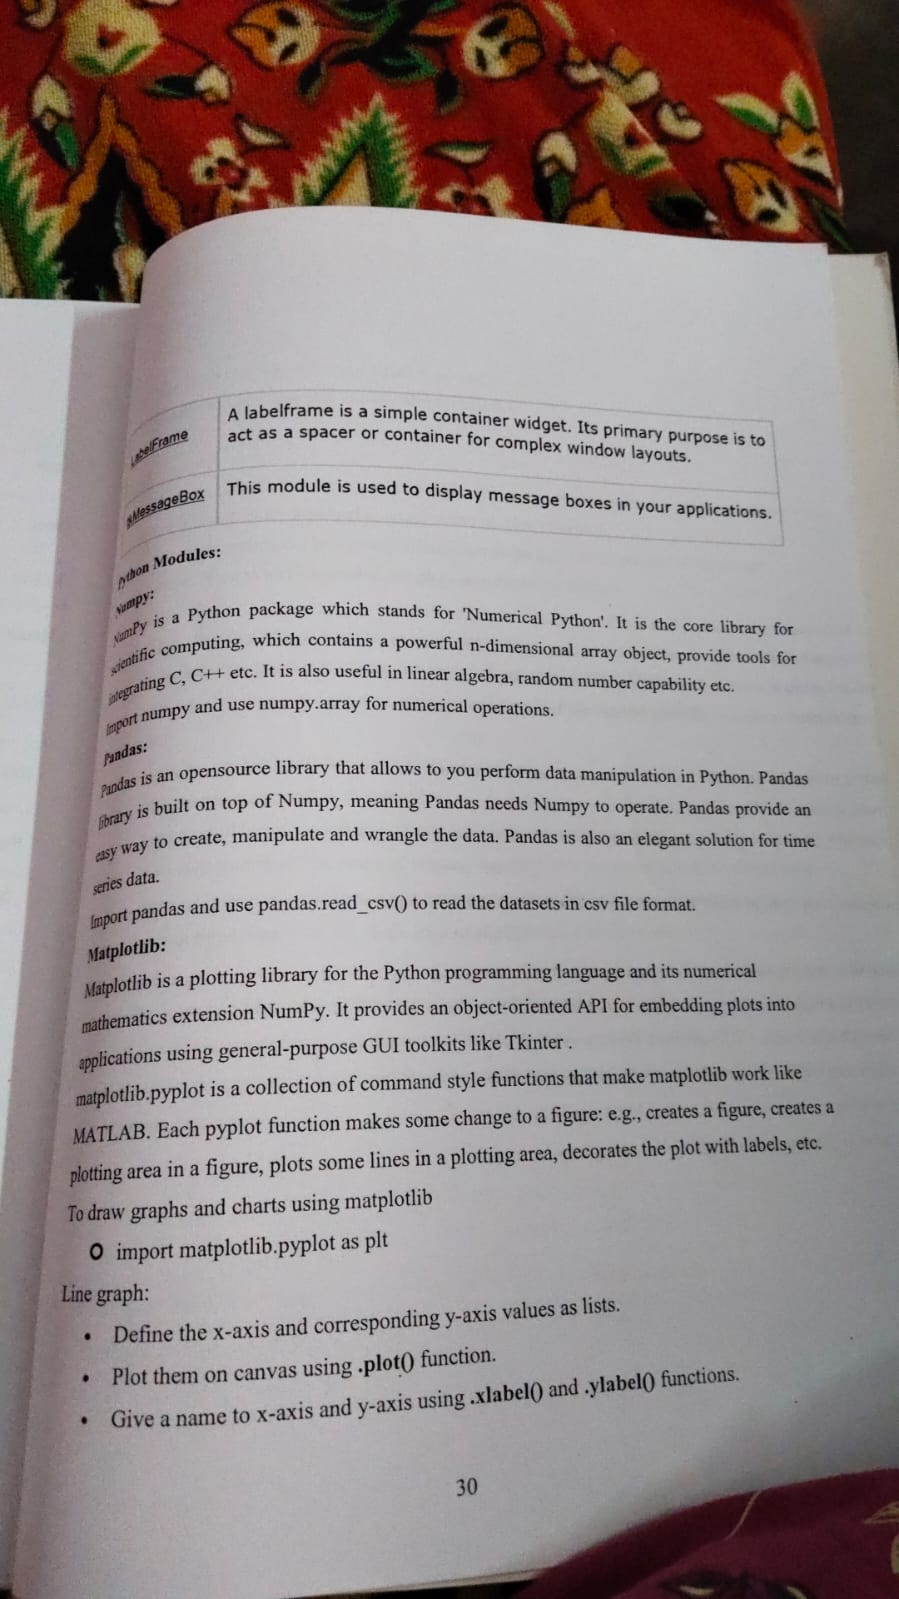 LabelFrame
A labelframe is a simple container widget. Its primary purpose is to
act as a spacer or container for complex window layouts.
tkMessageBox
This module is used to display message boxes in your applications.
Python Modules:
Numpy:
NumPy is a Python package which stands for 'Numerical Python'. It is the core library for
scientific computing, which contains a powerful n-dimensional array object, provide tools for
integrating C, C++ etc. It is also useful in linear algebra, random number capability etc.
Import numpy and use numpy.array for numerical operations.
Pandas:
Pandas is an opensource library that allows to you perform data manipulation in Python. Pandas
library is built on top of Numpy, meaning Pandas needs Numpy to operate. Pandas provide an
easy way to create, manipulate and wrangle the data. Pandas is also an elegant solution for time
series data.
Import pandas and use pandas.read_csv() to read the datasets in csv file format.
Matplotlib:
Matplotlib is a plotting library for the Python programming language and its numerical
mathematics extension NumPy. It provides an object-oriented API for embedding plots into
applications using general-purpose GUI toolkits like Tkinter .
matplotlib.pyplot is a collection of command style functions that make matplotlib work like
MATLAB. Each pyplot function makes some change to a figure: e.g., creates a figure, creates a
plotting area in a figure, plots some lines in a plotting area, decorates the plot with labels, etc.
To draw graphs and charts using matplotlib
import matplotlib.pyplot as plt
Line graph:
• Define the x-axis and corresponding y-axis values as lists.
• Plot them on canvas using .plot() function.
• Give a name to x-axis and y-axis using .xlabel() and .ylabel() functions.
30